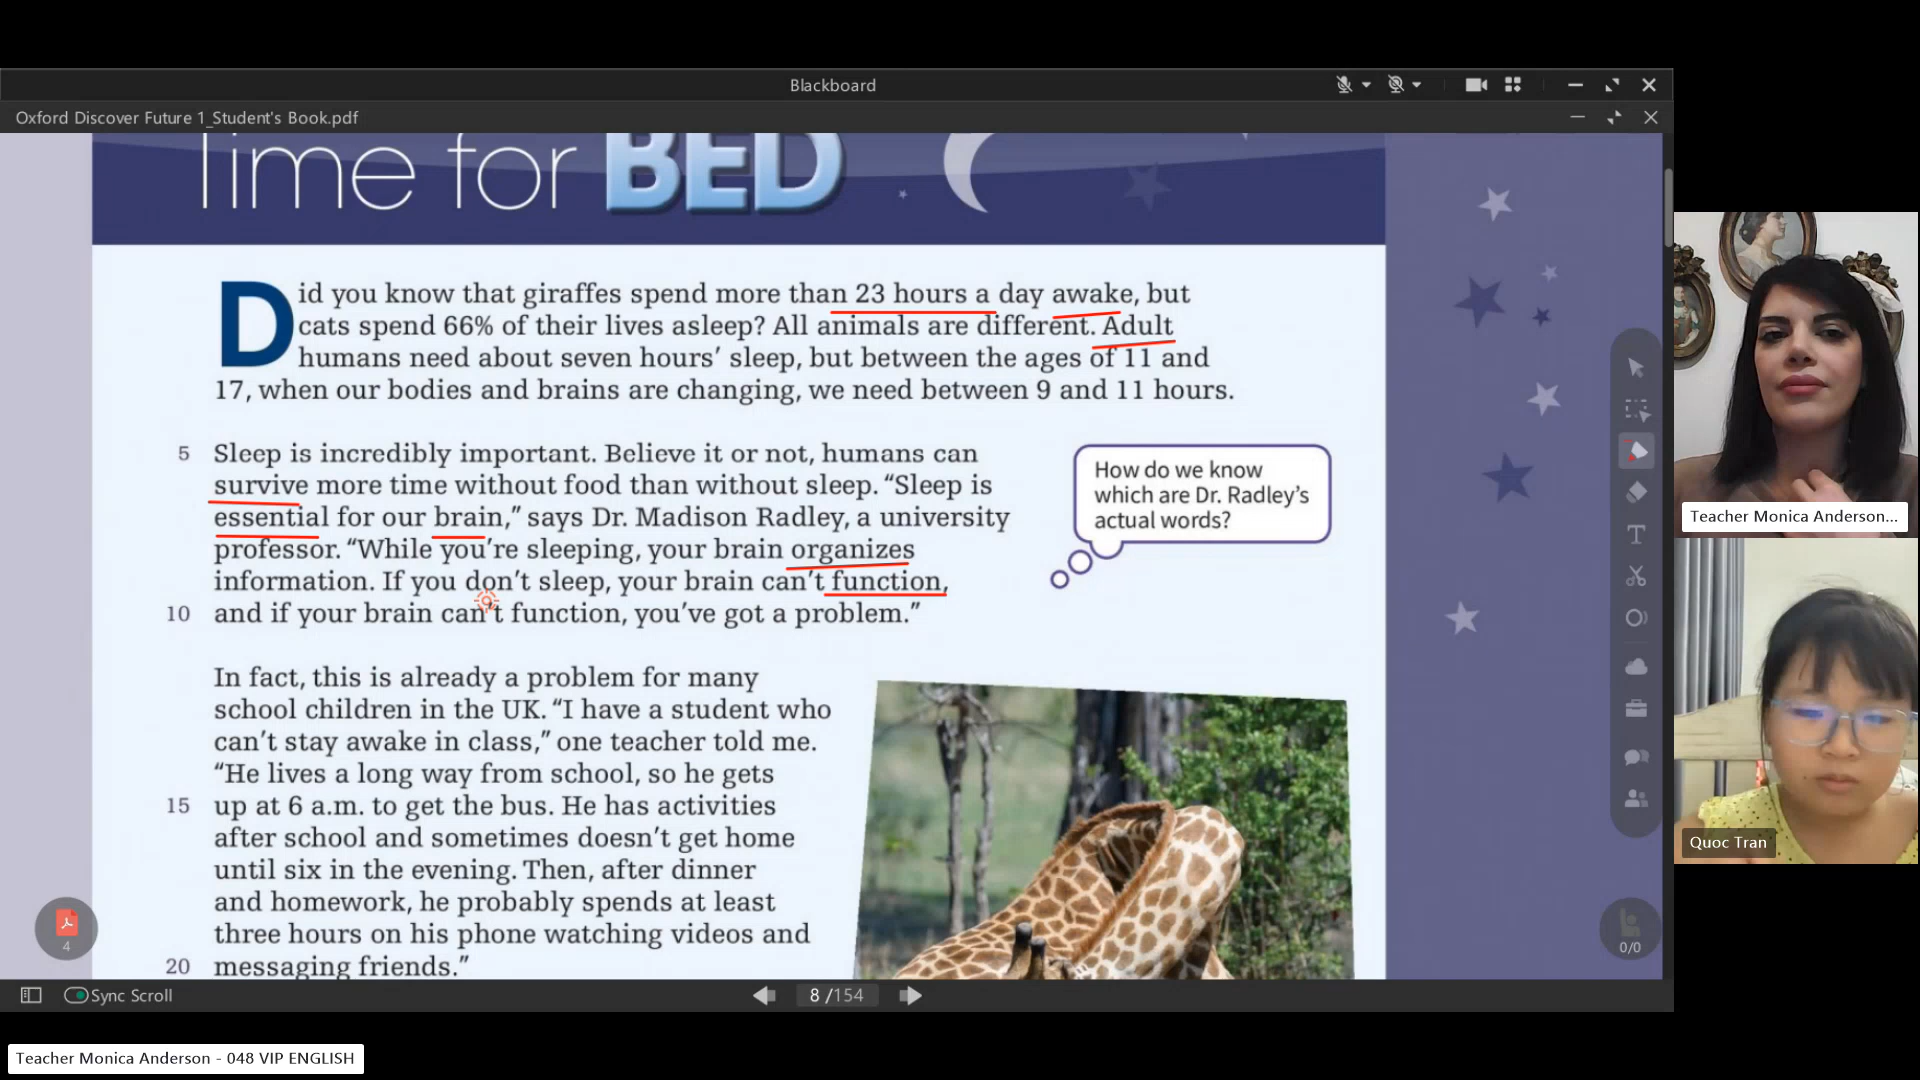 Blackboard
Oxford Discover Future 1_Student's Book.pdf
Time for BED
Did you know that giraffes spend more than 23 hours a day awake, but
cats spend 66% of their lives asleep? All animals are different. Adult
humans need about seven hours’ sleep, but between the ages of 11 and
17, when our bodies and brains are changing, we need between 9 and 11 hours.
5 Sleep is incredibly important. Believe it or not, humans can
survive more time without food than without sleep. “Sleep is
essential for our brain,” says Dr. Madison Radley, a university
professor. “While you’re sleeping, your brain organizes
information. If you don’t sleep, your brain can’t function,
10 and if your brain can’t function, you’ve got a problem.”
How do we know
which are Dr. Radley’s
actual words?
In fact, this is already a problem for many
school children in the UK. “I have a student who
can’t stay awake in class,” one teacher told me.
“He lives a long way from school, so he gets
15 up at 6 a.m. to get the bus. He has activities
after school and sometimes doesn’t get home
until six in the evening. Then, after dinner
and homework, he probably spends at least
three hours on his phone watching videos and
20 messaging friends.”
4
0/0
Sync Scroll
8 /154
Teacher Monica Anderson...
Quoc Tran
Teacher Monica Anderson - 048 VIP ENGLISH